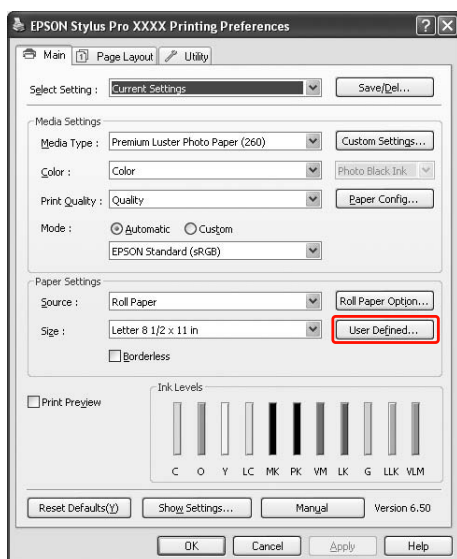 EPSON Stylus Pro XXXX Printing Preferences
Main Page Layout Utility
Select Setting : Current Settings Save/Del...
Media Settings
Media Type : Premium Luster Photo Paper (260) Custom Settings...
Color : Color Photo Black Ink
Print Quality : Quality Paper Config...
Mode : Automatic Custom
EPSON Standard (sRGB)
Paper Settings
Source : Roll Paper Roll Paper Option...
Size : Letter 8 1/2 x 11 in User Defined...
Borderless
Print Preview
Ink Levels
C O Y LC MK PK VM LK G LLK VLM
Reset Defaults(Y) Show Settings... Manual Version 6.50
OK Cancel Apply Help